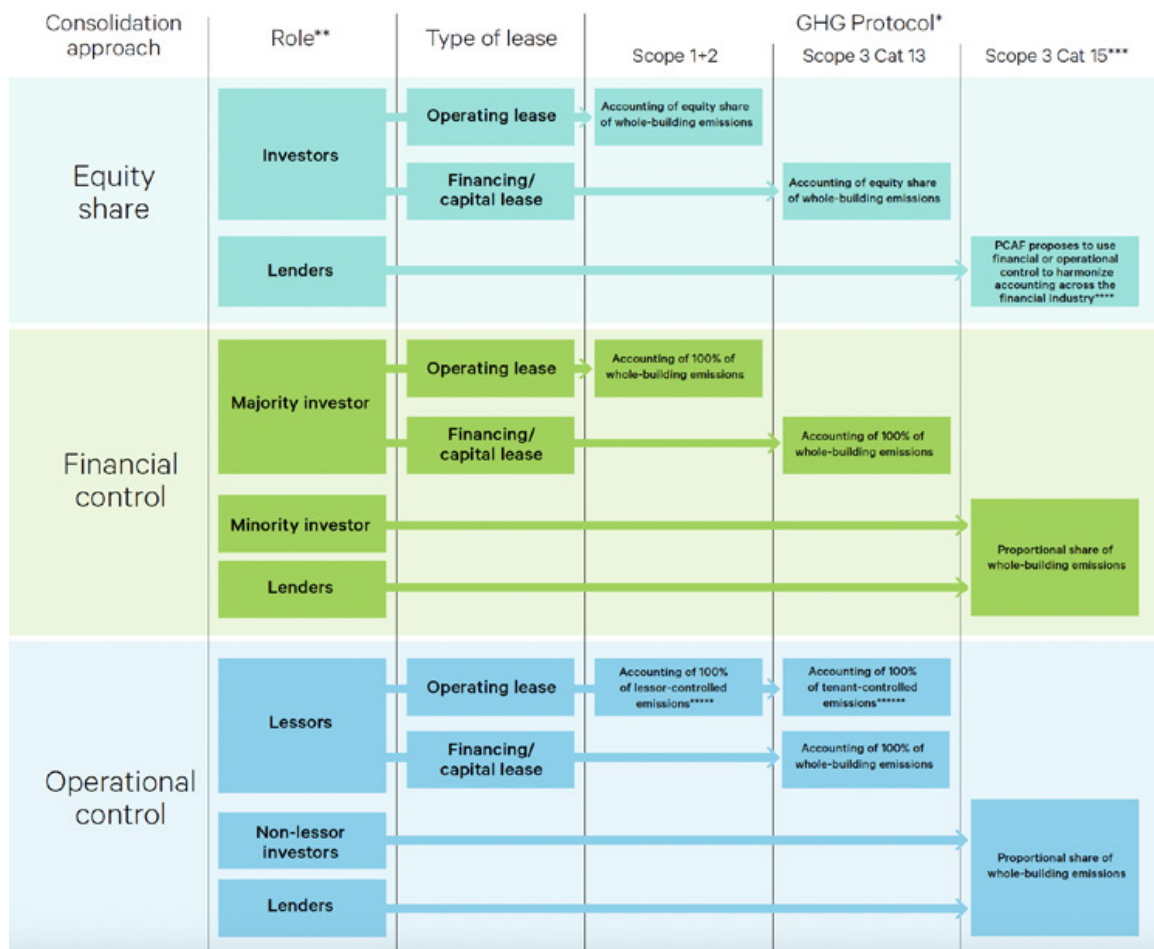 Consolidation
approach
Role**
Type of lease
GHG Protocol*
Scope 1+2
Scope 3 Cat 13
Scope 3 Cat 15***
Equity
share
Investors
Operating lease
Accounting of equity share
of whole-building emissions
Financing/
capital lease
Accounting of equity share
of whole-building emissions
Lenders
PCAF proposes to use
financial or operational
control to harmonize
accounting across the
financial industry****
Financial
control
Majority investor
Operating lease
Accounting of 100% of
whole-building emissions
Financing/
capital lease
Accounting of 100% of
whole-building emissions
Minority investor
Lenders
Proportional share of
whole-building emissions
Operational
control
Lessors
Operating lease
Accounting of 100%
of lessor-controlled
emissions*****
Accounting of 100%
of tenant-controlled
emissions******
Financing/
capital lease
Accounting of 100% of
whole-building emissions
Non-lessor
investors
Lenders
Proportional share of
whole-building emissions